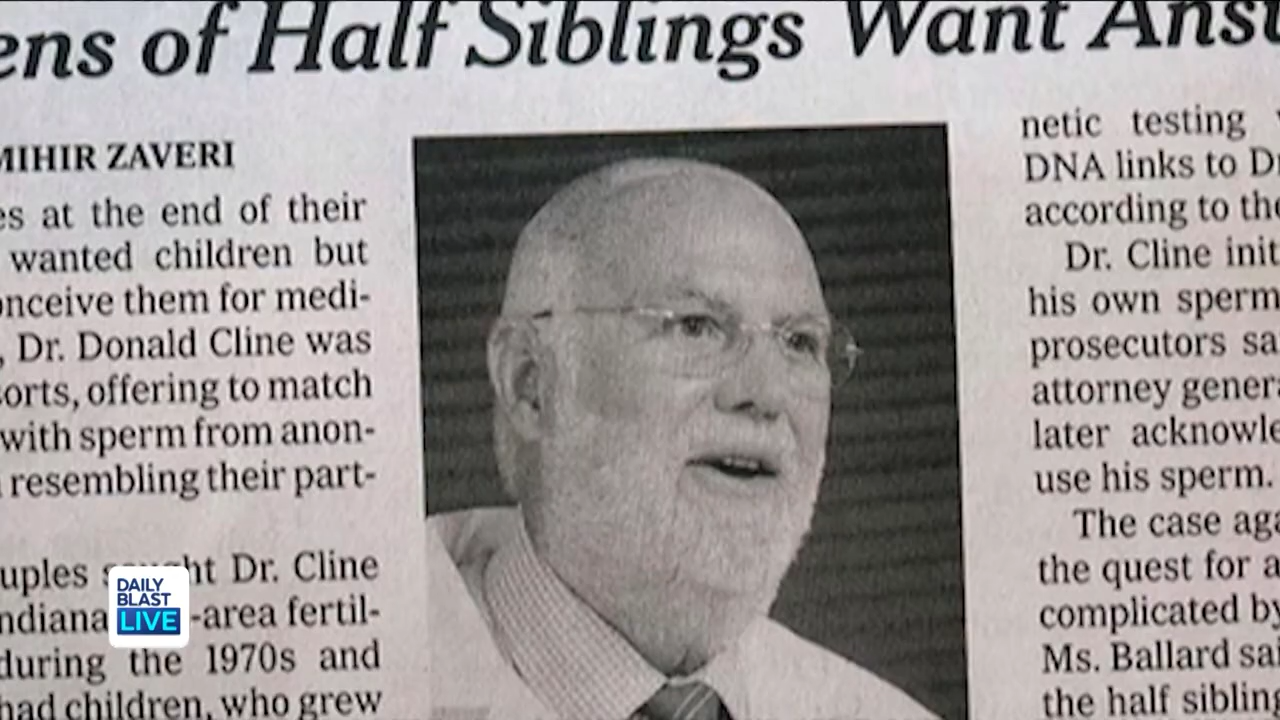 ens of Half Siblings Want Ans
MIHIR ZAVERI
es at the end of their
wanted children but
onceive them for medi-
, Dr. Donald Cline was
sorts, offering to match
with sperm from anon-
resembling their part-
uples Dr. Cline
ndiana -area fertil-
during the 1970s and
had children, who grew
netic testing
DNA links to D
according to the
Dr. Cline init
his own sperm
prosecutors sa
attorney genera
later acknowle
use his sperm.
The case aga
the quest for a
complicated by
Ms. Ballard sai
the half sibling
DAILY
BLAST
LIVE